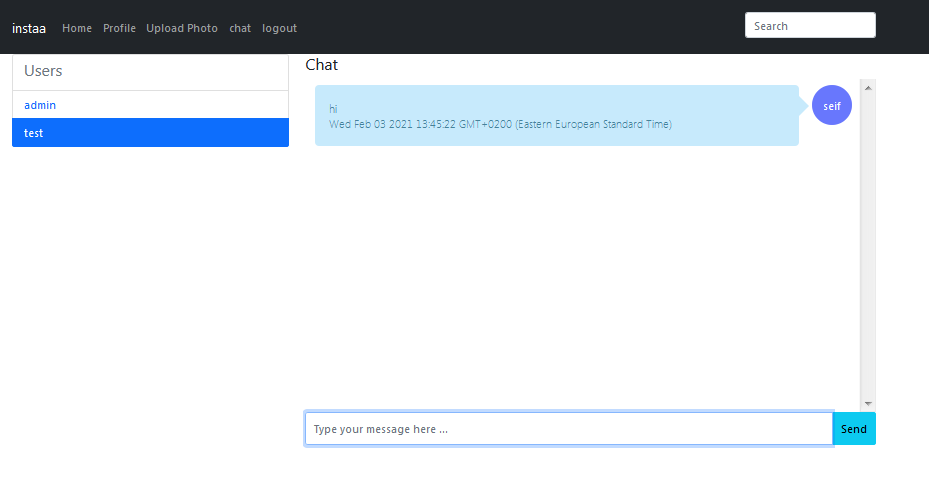 instaa Home Profile Upload Photo chat logout Search
Users
admin
test
Chat
hi
Wed Feb 03 2021 13:45:22 GMT+0200 (Eastern European Standard Time)
seif
Type your message here ...
Send